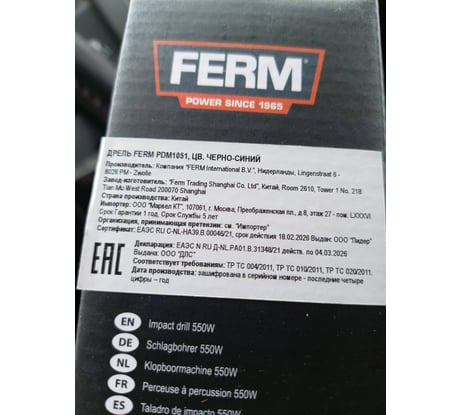 FERM®
POWER SINCE 1965
ДРЕЛЬ FERM PDM1051, ЦВ. ЧЕРНО-СИНИЙ
Производитель: Компания "FERM International B.V.", Нидерланды, Lingenstraat 6 -
8028 PM - Zwolle
Завод-изготовитель: "Ferm Trading Shanghai Co. Ltd", Китай, Room 2610, Tower 1 No. 218
Tian Mu West Road 200070 Shanghai
Страна производства: Китай
Импортер: ООО "Марвел КТ", 107061, г. Москва, Преображенская пл., д.8, этаж 27 - пом. LXXXVI
Срок Гарантии 1 год. Срок Службы 5 лет
Организация, принимающая претензии: см. "Импортер"
Сертификат: ЕАЭС RU C-NL-HA39.B.00046/21, срок действия 18.02.2026 Выдан: ООО "Лидер"
ЕАС
Декларация: ЕАЭС N RU Д-NL.PA01.B.31348/21 действ. по 04.03.2026
Выдан: ООО "ДЛС"
Соответствует требованиям: ТР ТС 004/2011, ТР ТС 010/2011, ТР ТС 020/2011.
Дата производства: зашифрована в серийном номере - последние четыре
цифры – год
EN Impact drill 550W
DE Schlagbohrer 550W
NL Klopboormachine 550W
FR Perceuse à percussion 550W
ES Taladro de impacto 550W